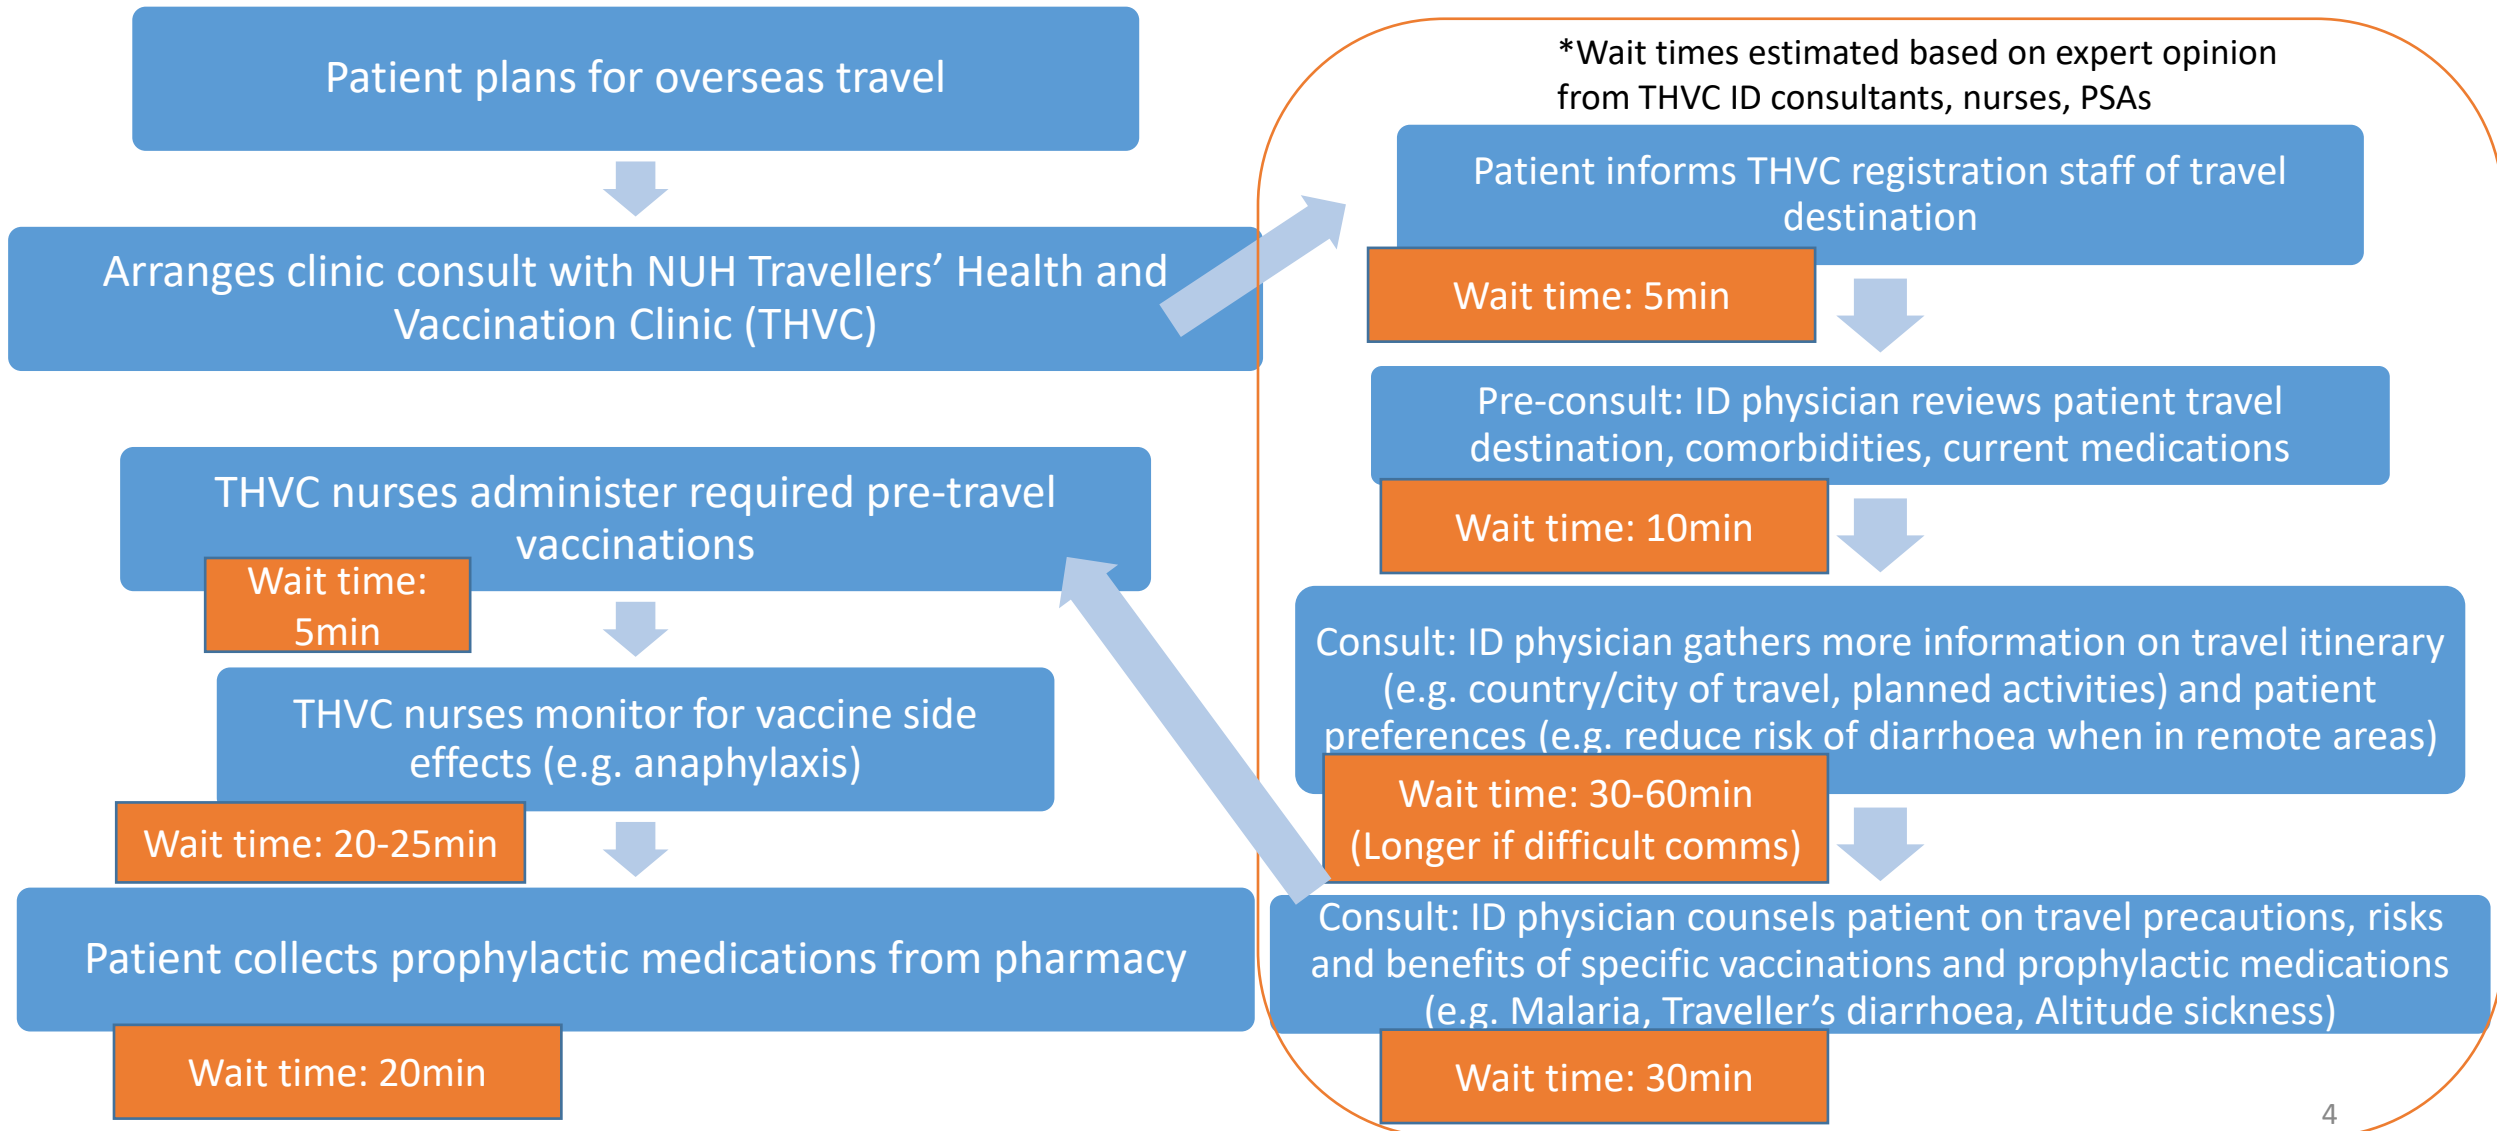 Patient plans for overseas travel
Arranges clinic consult with NUH Travellers’ Health and
Vaccination Clinic (THVC)
*Wait times estimated based on expert opinion
from THVC ID consultants, nurses, PSAs
Patient informs THVC registration staff of travel
destination
Wait time: 5min
Pre-consult: ID physician reviews patient travel
destination, comorbidities, current medications
Wait time: 10min
Consult: ID physician gathers more information on travel itinerary
(e.g. country/city of travel, planned activities) and patient
preferences (e.g. reduce risk of diarrhoea when in remote areas)
Wait time: 30-60min
(Longer if difficult comms)
Consult: ID physician counsels patient on travel precautions, risks
and benefits of specific vaccinations and prophylactic medications
(e.g. Malaria, Traveller’s diarrhoea, Altitude sickness)
Wait time: 30min
THVC nurses administer required pre-travel
vaccinations
Wait time:
5min
THVC nurses monitor for vaccine side
effects (e.g. anaphylaxis)
Wait time: 20-25min
Patient collects prophylactic medications from pharmacy
Wait time: 20min
4